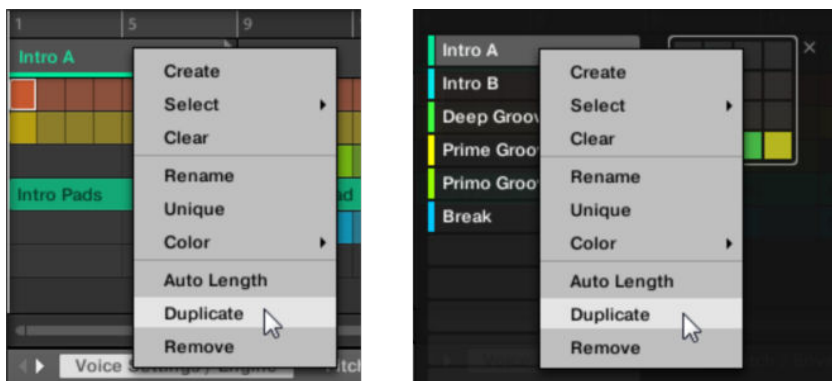 1 5 9
Intro A
Create
Select
Clear
Rename
Intro Pads
Unique
Color
Auto Length
Duplicate
Remove
Voice
Intro A
Intro B
Deep Groov
Prime Groo
Primo Groo
Break
Create
Select
Clear
Rename
Unique
Color
Auto Length
Duplicate
Remove